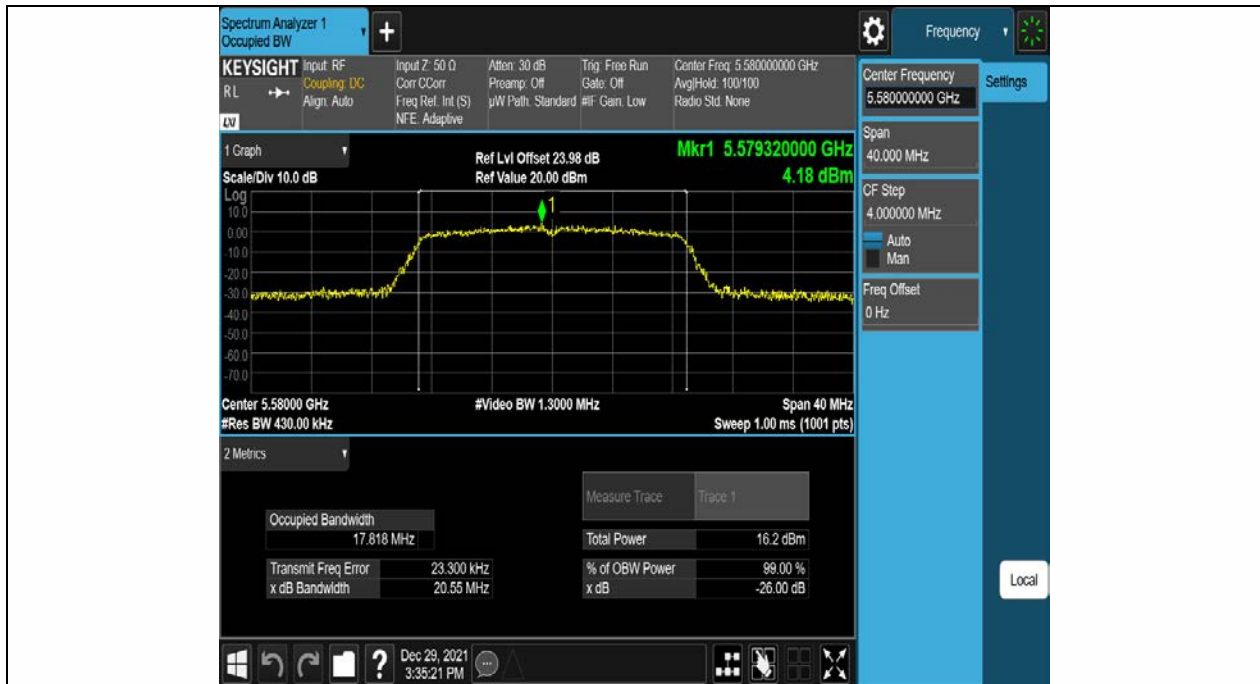 Spectrum Analyzer 1
Occupied BW
+
Frequency
KEYSIGHT
RL
LXI
Input: RF
Coupling: DC
Align: Auto
Input Z: 50 Ω
Corr CCorr
Freq Ref: Int (S)
NFE: Adaptive
Atten: 30 dB
Preamp: Off
µW Path: Standard
Trig: Free Run
Gate: Off
#IF Gain: Low
Center Freq: 5.580000000 GHz
Avg|Hold: 100/100
Radio Std: None
Center Frequency
5.580000000 GHz
Settings
Span
40.000 MHz
CF Step
4.000000 MHz
Auto
Man
Freq Offset
0 Hz
1 Graph
Scale/Div 10.0 dB
Ref Lvl Offset 23.98 dB
Ref Value 20.00 dBm
Mkr1 5.579320000 GHz
4.18 dBm
Log
10.0
0.00
-10.0
-20.0
-30.0
-40.0
-50.0
-60.0
-70.0
1
Center 5.58000 GHz
#Video BW 1.3000 MHz
Span 40 MHz
#Res BW 430.00 kHz
Sweep 1.00 ms (1001 pts)
2 Metrics
Measure Trace Trace 1
Occupied Bandwidth
17.818 MHz
Total Power 16.2 dBm
Transmit Freq Error 23.300 kHz
% of OBW Power 99.00 %
x dB Bandwidth 20.55 MHz
x dB -26.00 dB
Local
?
Dec 29, 2021
3:35:21 PM